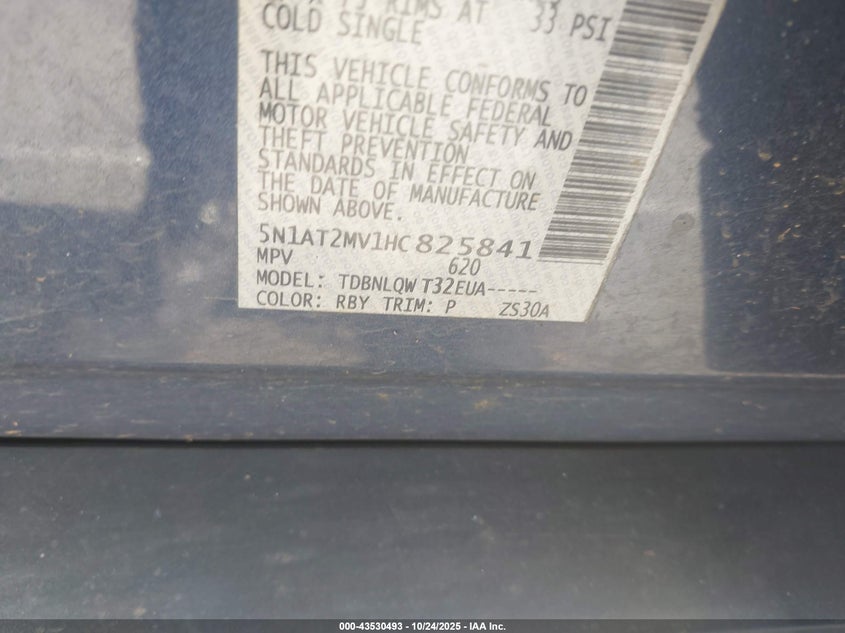 RIMS AT 33 PSI
COLD SINGLE
THIS VEHICLE CONFORMS TO
ALL APPLICABLE FEDERAL
MOTOR VEHICLE SAFETY AND
THEFT PREVENTION
STANDARDS IN EFFECT ON
THE DATE OF MANUFACTURE
SHOWN ABOVE.
5N1AT2MV1HC825841
MPV 620
MODEL: TDBNLQWT32EUA-----
COLOR: RBY TRIM: P ZS30A
000-43530493 - 10/24/2025 - IAA Inc.